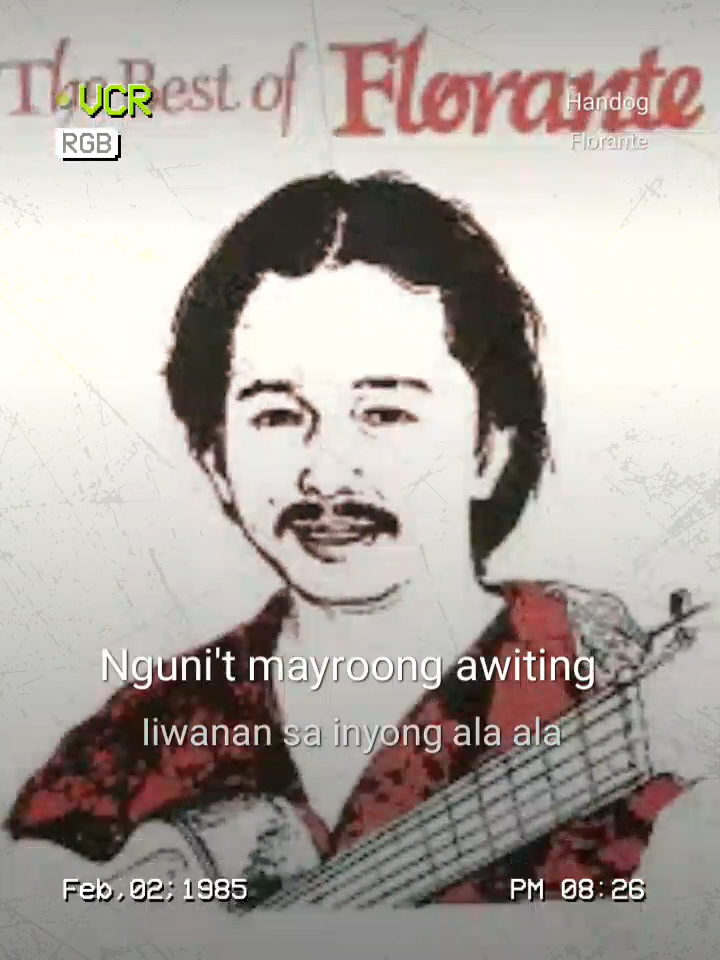 The Best of Florante
VCR
RGB
Handog
Florante
Nguni't mayroong awiting
liwanan sa inyong ala ala
Feb.02;1985
PM 08:26